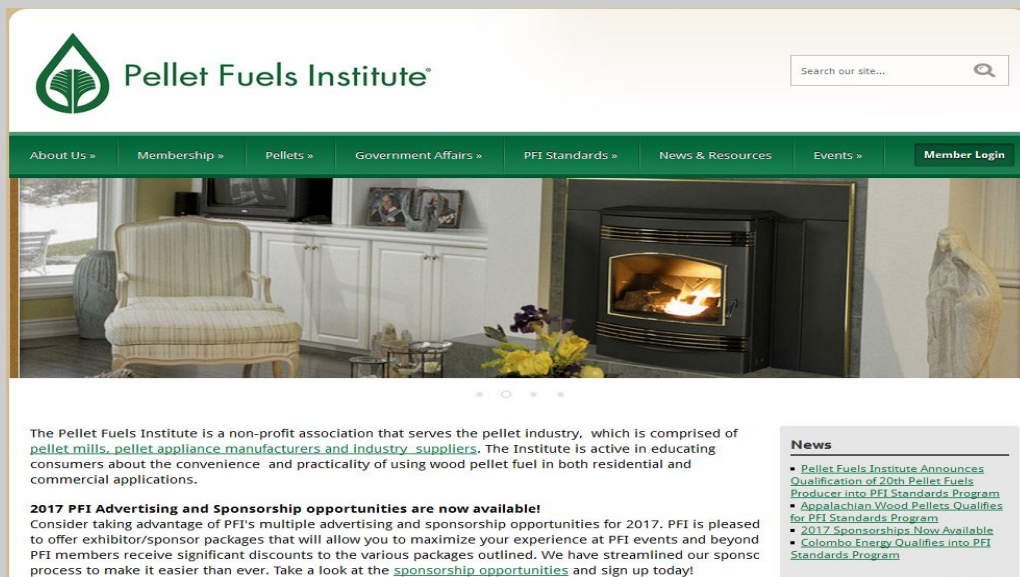 Pellet Fuels Institute®
Search our site...
About Us »
Membership »
Pellets »
Government Affairs »
PFI Standards »
News & Resources
Events »
Member Login
The Pellet Fuels Institute is a non-profit association that serves the pellet industry, which is comprised of
pellet mills, pellet appliance manufacturers and industry suppliers. The Institute is active in educating
consumers about the convenience and practicality of using wood pellet fuel in both residential and
commercial applications.
2017 PFI Advertising and Sponsorship opportunities are now available!
Consider taking advantage of PFI's multiple advertising and sponsorship opportunities for 2017. PFI is pleased
to offer exhibitor/sponsor packages that will allow you to maximize your experience at PFI events and beyond
PFI members receive significant discounts to the various packages outlined. We have streamlined our sponsc
process to make it easier than ever. Take a look at the sponsorship opportunities and sign up today!
News
Pellet Fuels Institute Announces
Qualification of 20th Pellet Fuels
Producer into PFI Standards Program
Appalachian Wood Pellets Qualifies
for PFI Standards Program
2017 Sponsorships Now Available
Colombo Energy Qualifies into PFI
Standards Program